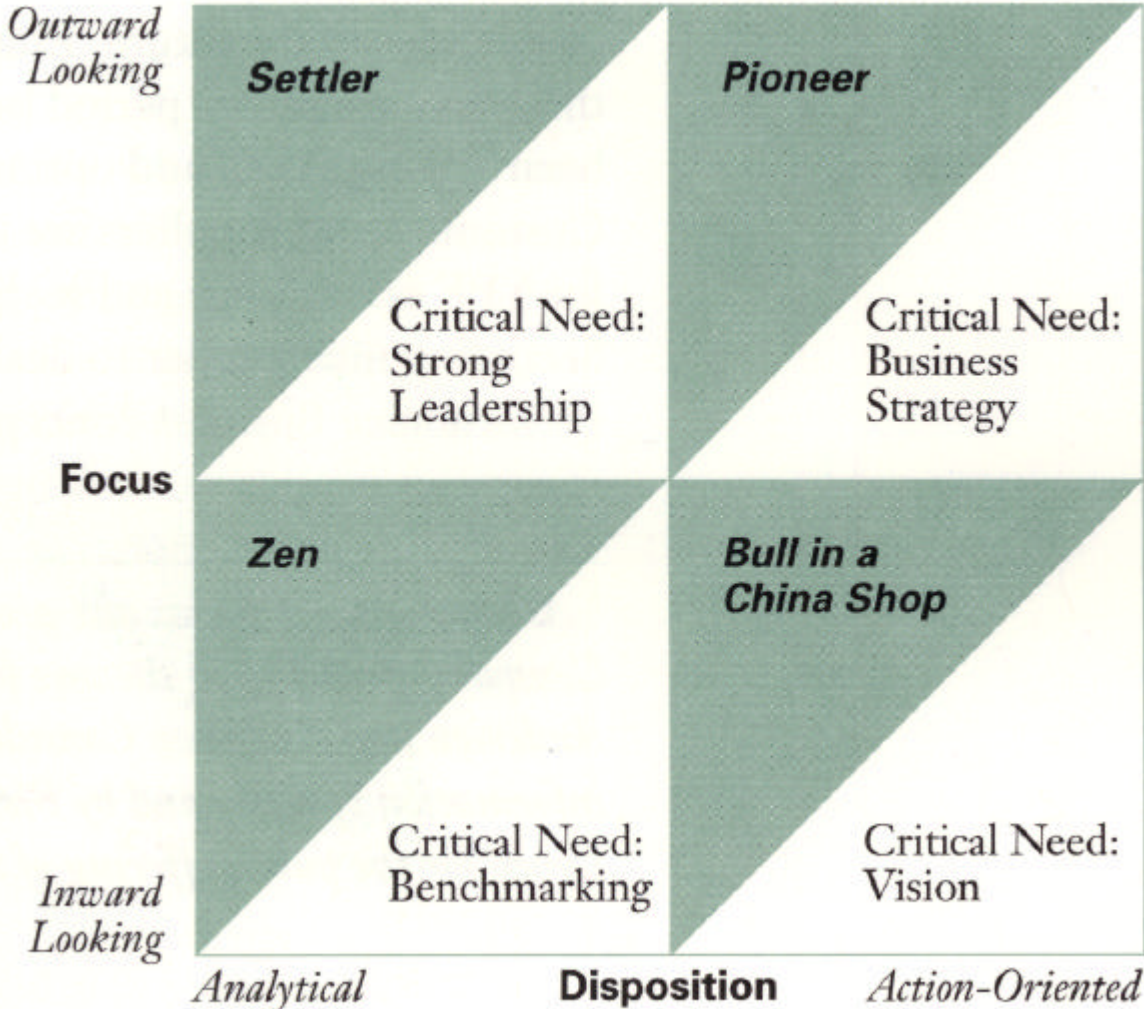 Outward
Looking
Settler
Pioneer
Critical Need:
Strong
Leadership
Critical Need:
Business
Strategy
Focus
Zen
Bull in a
China Shop
Critical Need:
Benchmarking
Critical Need:
Vision
Inward
Looking
Analytical
Disposition
Action-Oriented